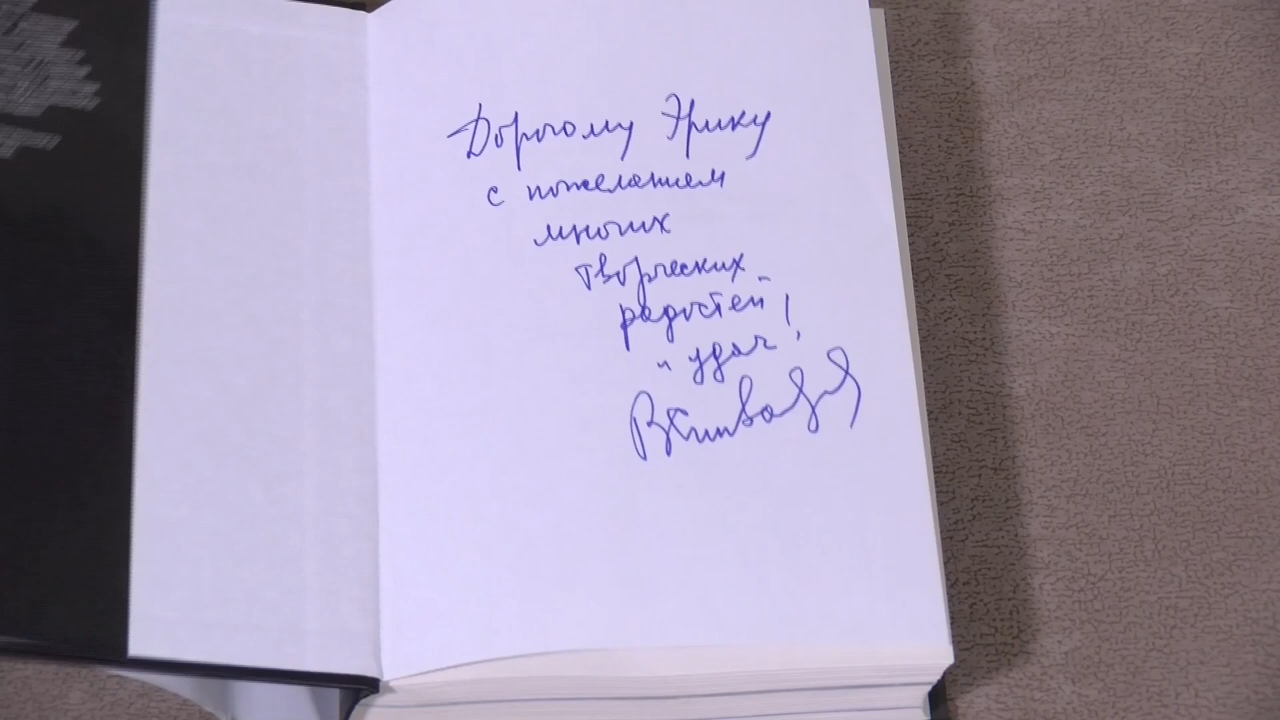 Дорогому Эрику
с пожеланием
многих
творческих
радостей
и удач!